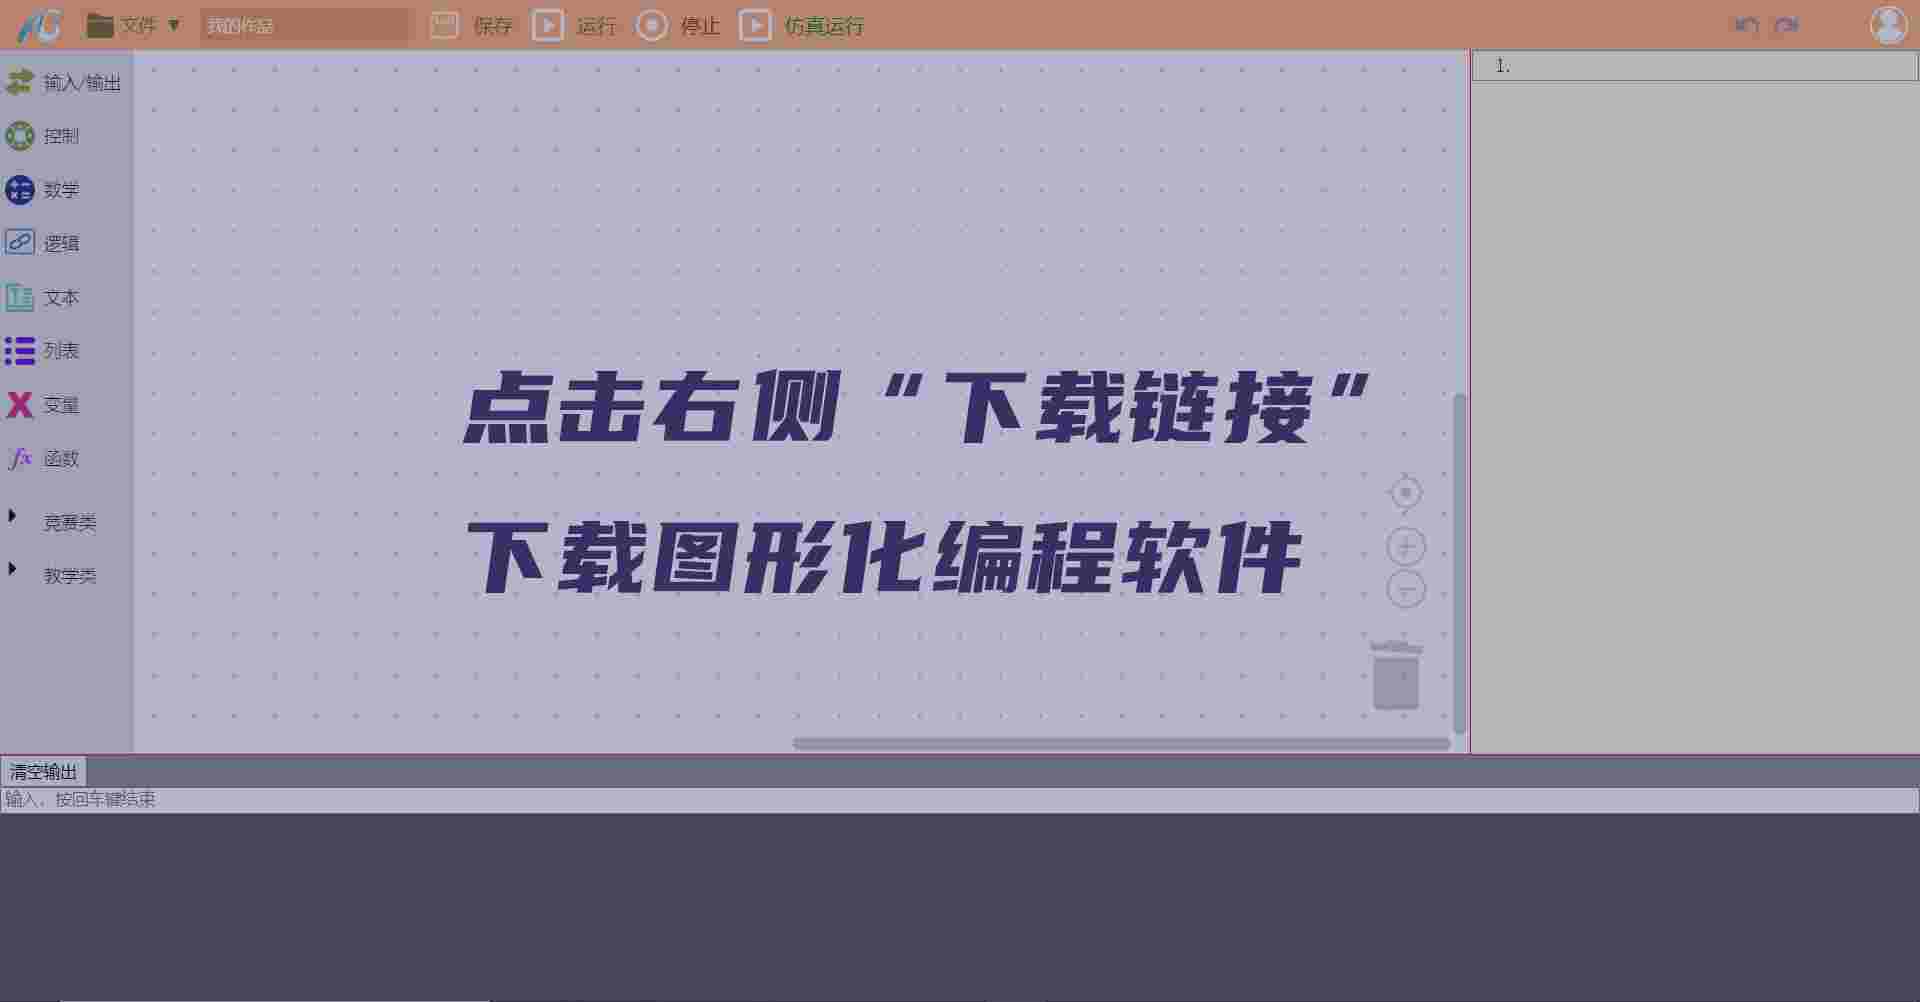 文件 ▼ 我的作品 保存 运行 停止 仿真运行
输入/输出
控制
数学
逻辑
文本
列表
变量
函数
竞赛类
教学类
1.
点击右侧“下载链接”
下载图形化编程软件
清空输出
输入，按回车键结束